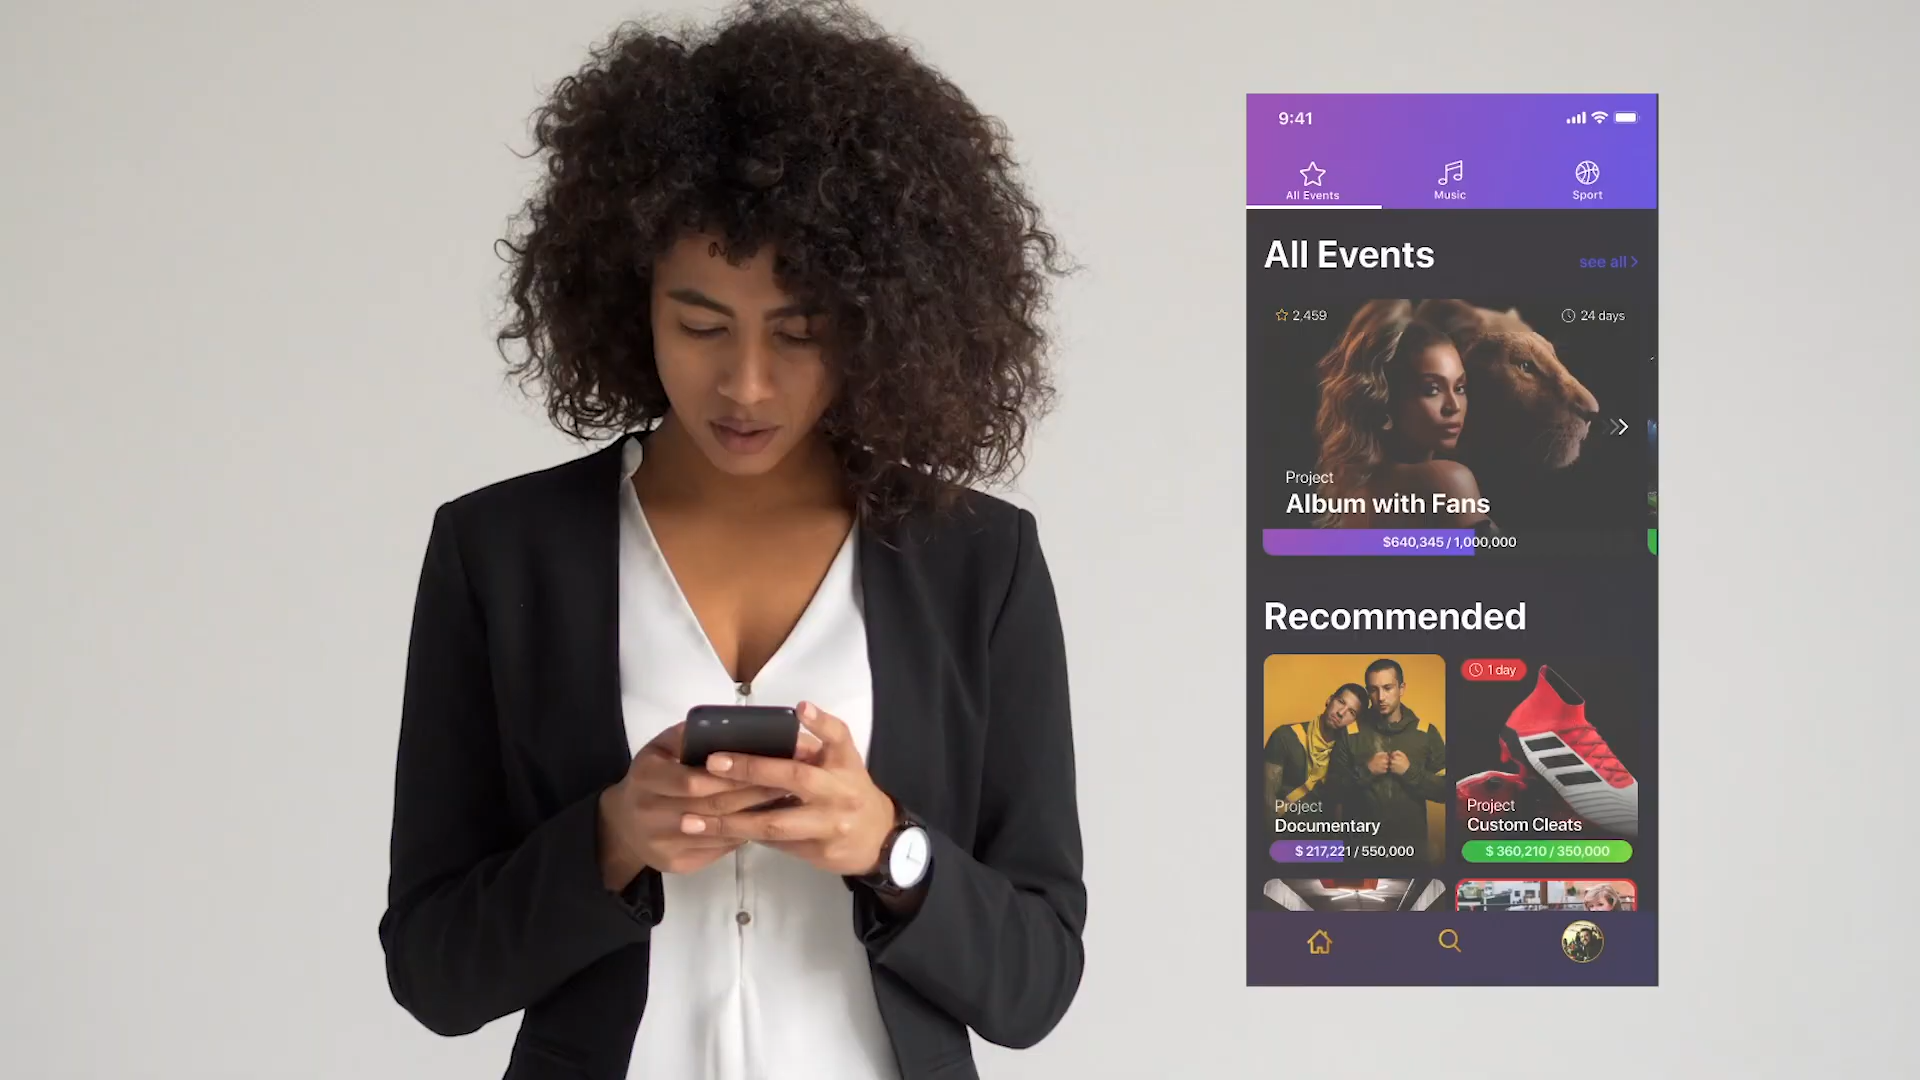 9:41
All Events
Music
Sport
All Events
see all
2,459
24 days
Project
Album with Fans
$640,345 / 1,000,000
Recommended
1 day
Project
Documentary
$ 217,221 / 550,000
Project
Custom Cleats
$ 360,210 / 350,000